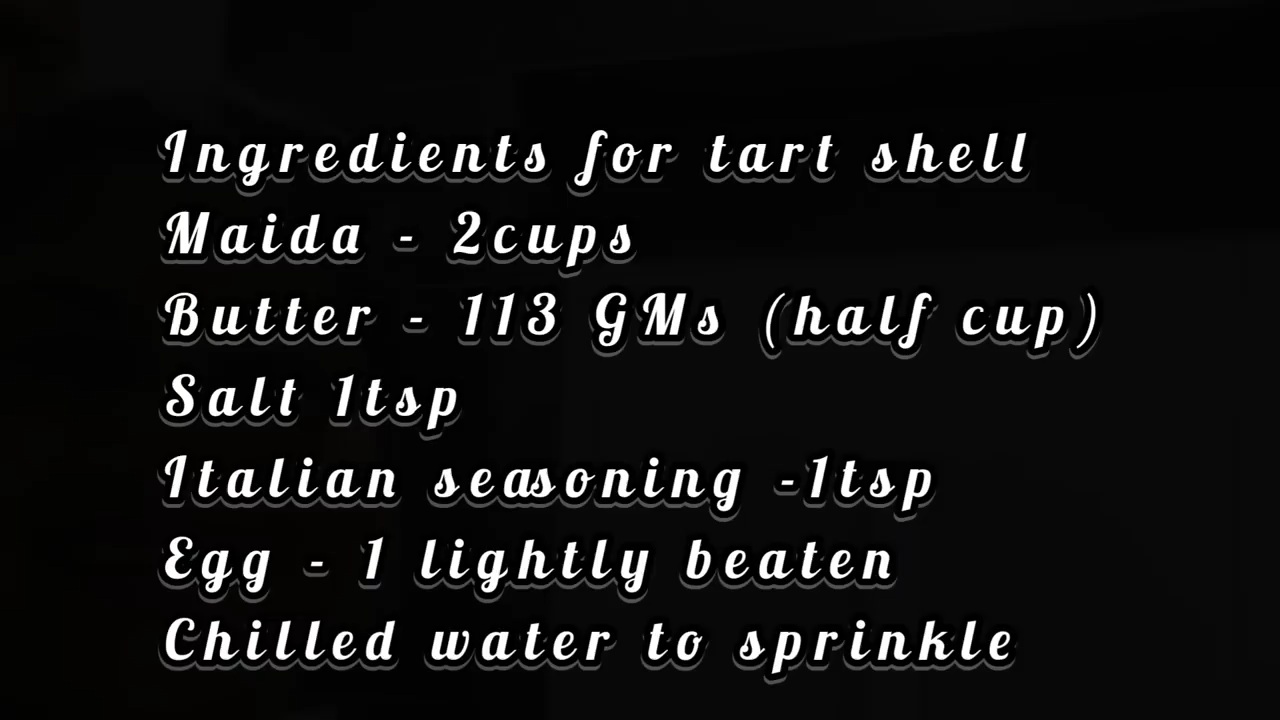 Ingredients for tart shell
Maida - 2cups
Butter - 113 GMs (half cup)
Salt 1tsp
Italian seasoning -1tsp
Egg - 1 lightly beaten
Chilled water to sprinkle